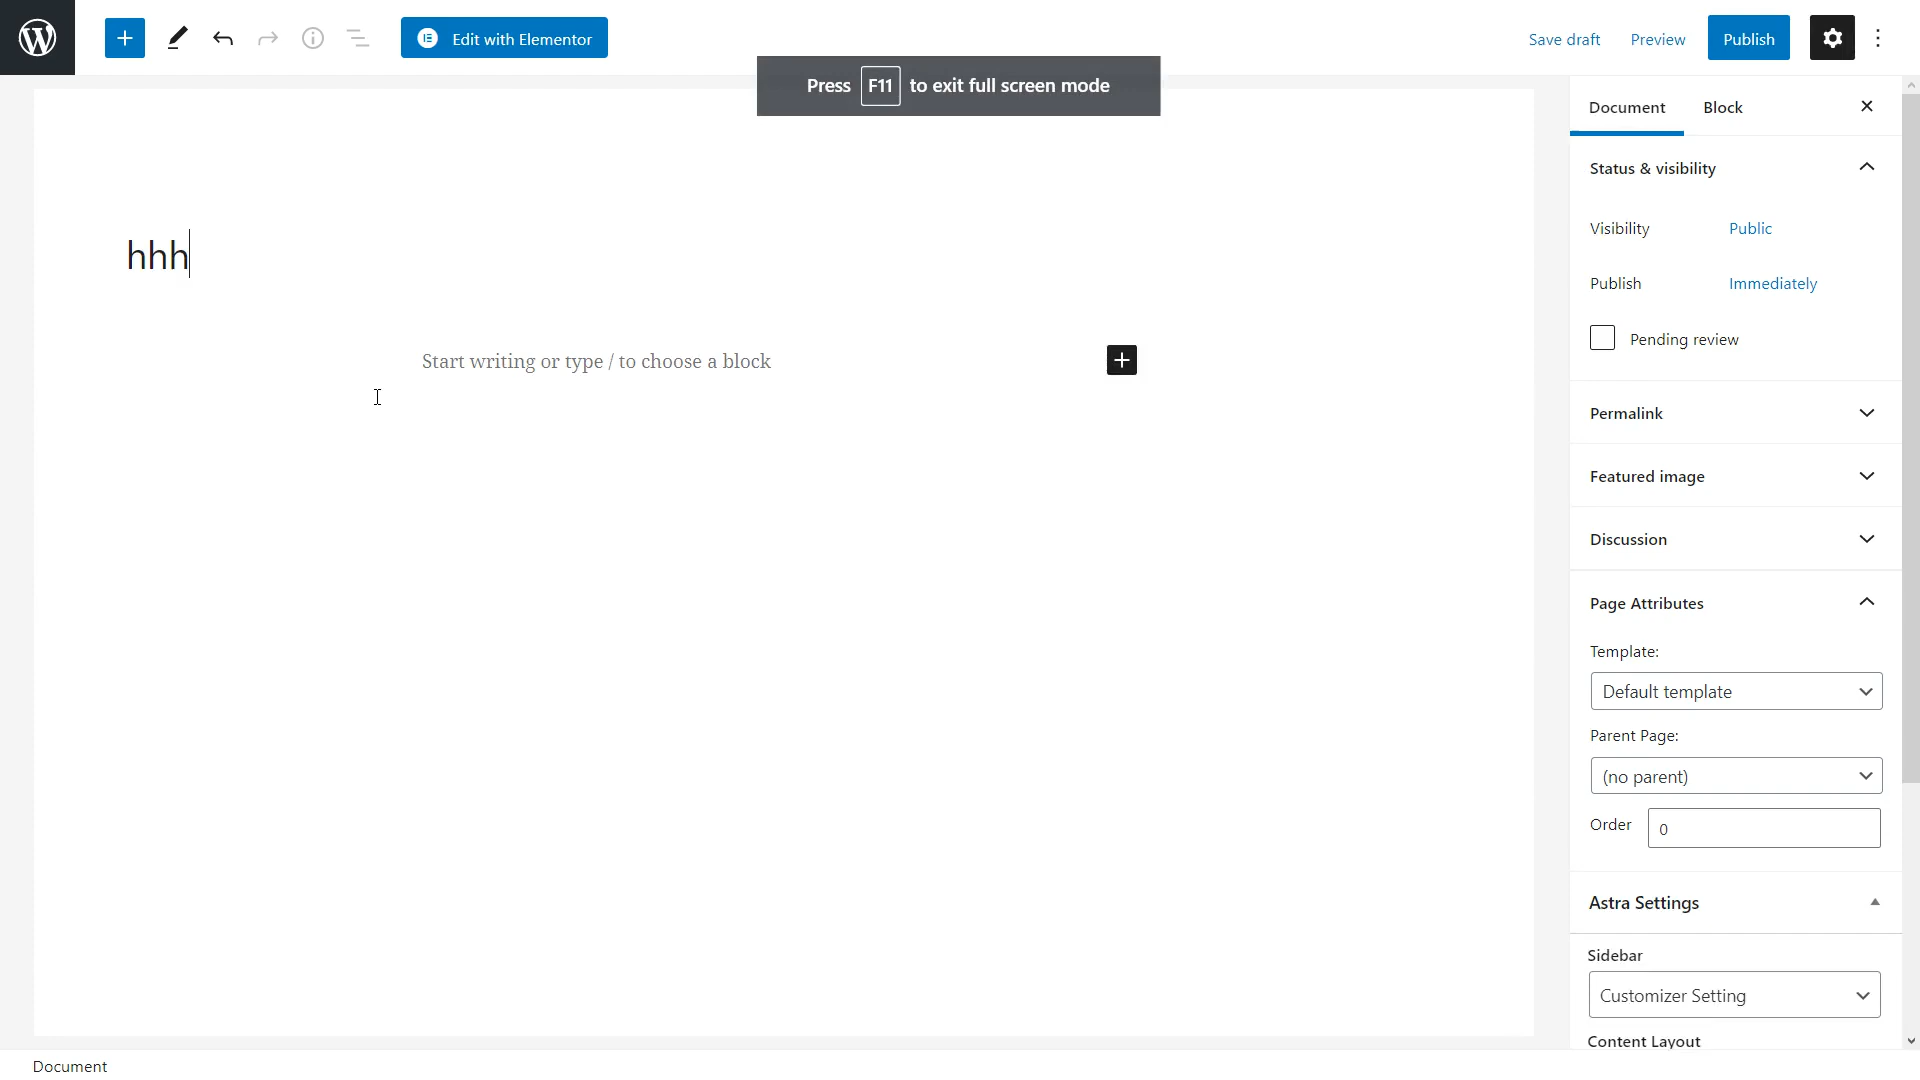 Edit with Elementor
Save draft
Preview
Publish
Press F11 to exit full screen mode
Document
Block
Status & visibility
Visibility
Public
Publish
Immediately
Pending review
hhh
Start writing or type / to choose a block
Permalink
Featured image
Discussion
Page Attributes
Template:
Default template
Parent Page:
(no parent)
Order
0
Astra Settings
Sidebar
Customizer Setting
Content Layout
Document